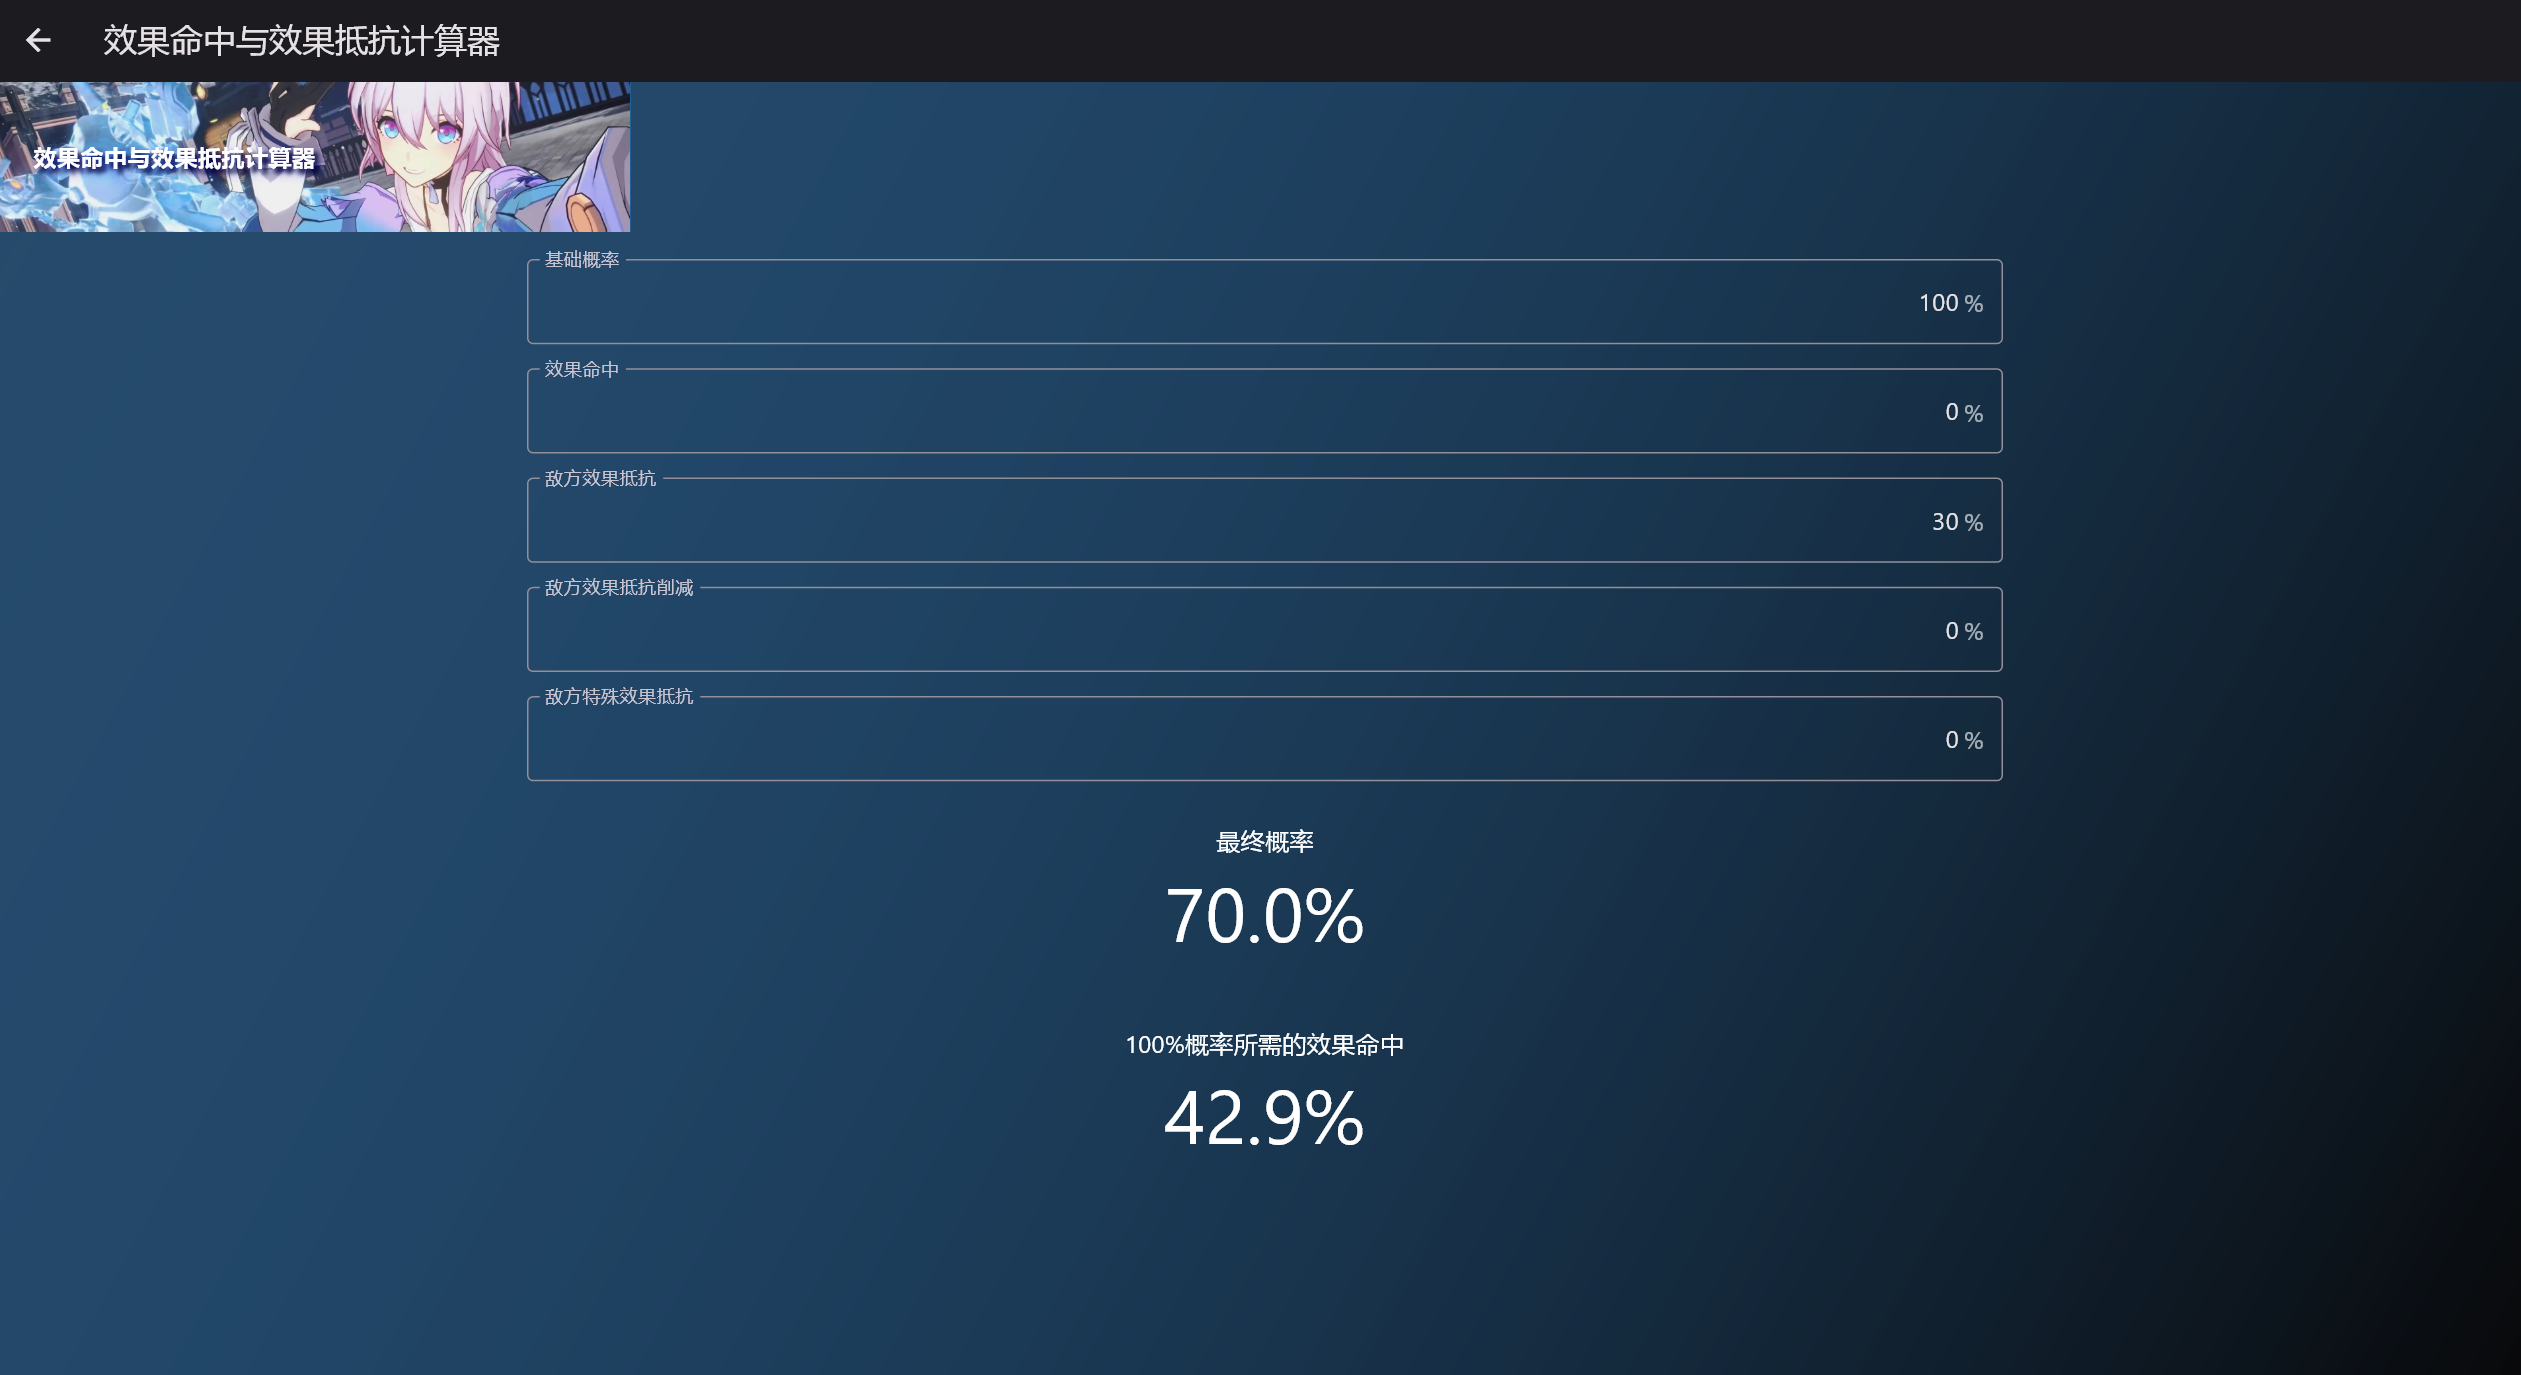 效果命中与效果抵抗计算器
效果命中与效果抵抗计算器
基础概率
100 %
效果命中
0 %
敌方效果抵抗
30 %
敌方效果抵抗削减
0 %
敌方特殊效果抵抗
0 %
最终概率
70.0%
100%概率所需的效果命中
42.9%